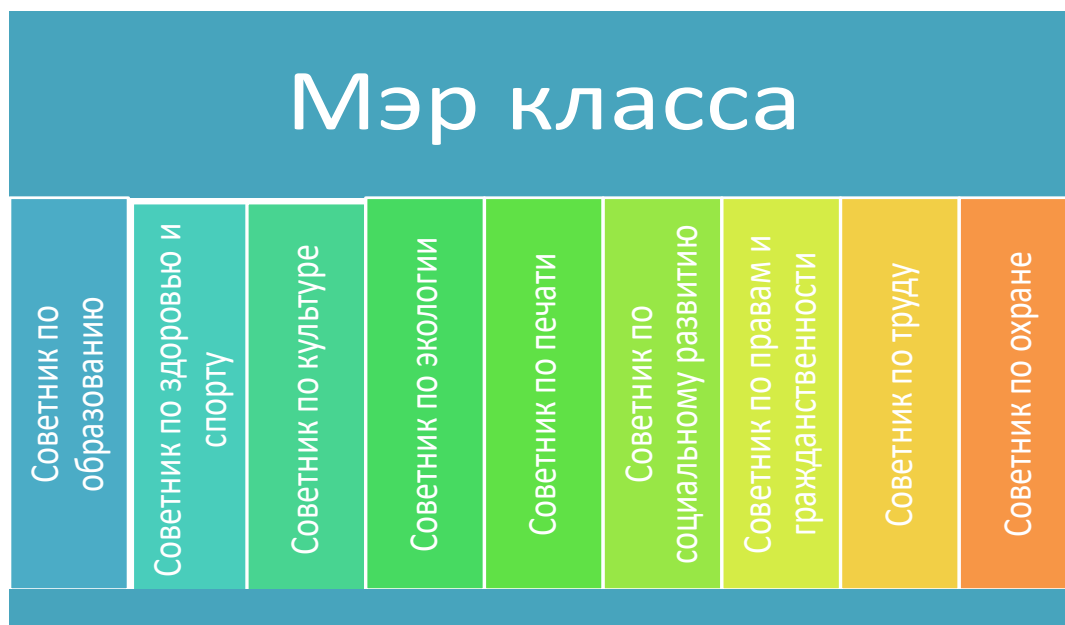 Мэр класса
Советник по
образованию
Советник по здоровью и
спорту
Советник по культуре
Советник по экологии
Советник по печати
Советник по
социальному развитию
Советник по правам и
гражданственности
Советник по труду
Советник по охране